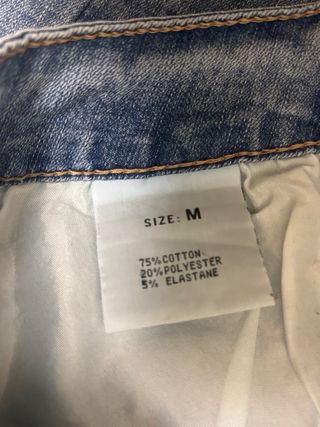 SIZE: M
75% COTTON
20% POLYESTER
5% ELASTANE